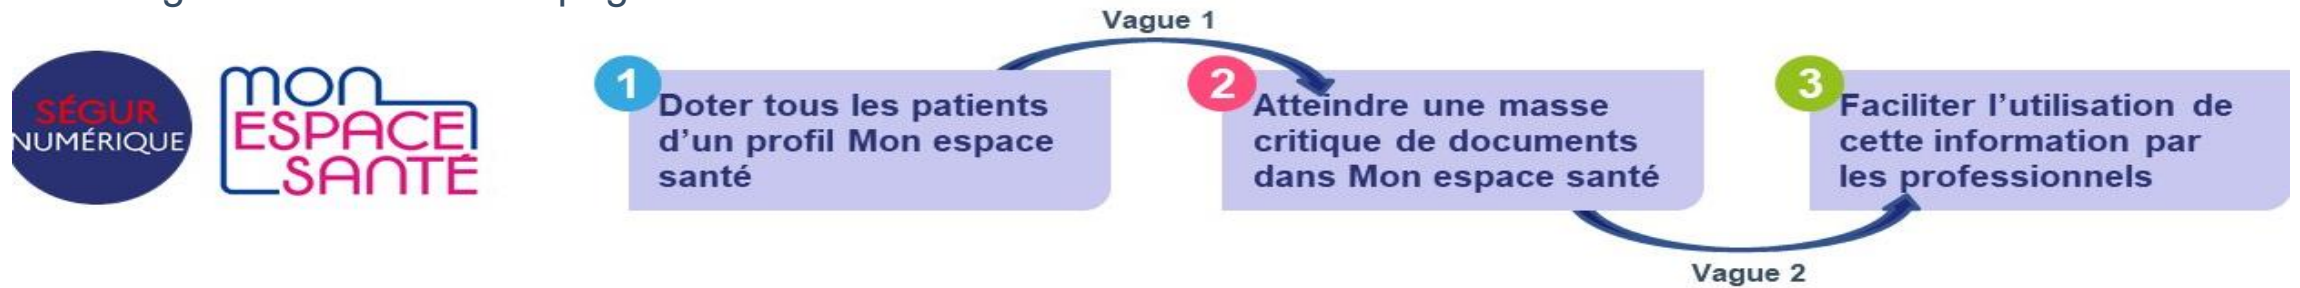 Vague 1
SÉGUR
NUMÉRIQUE
mon
ESPACE
SANTÉ
1
Doter tous les patients
d’un profil Mon espace
santé
2
Atteindre une masse
critique de documents
dans Mon espace santé
3
Faciliter l’utilisation de
cette information par
les professionnels
Vague 2